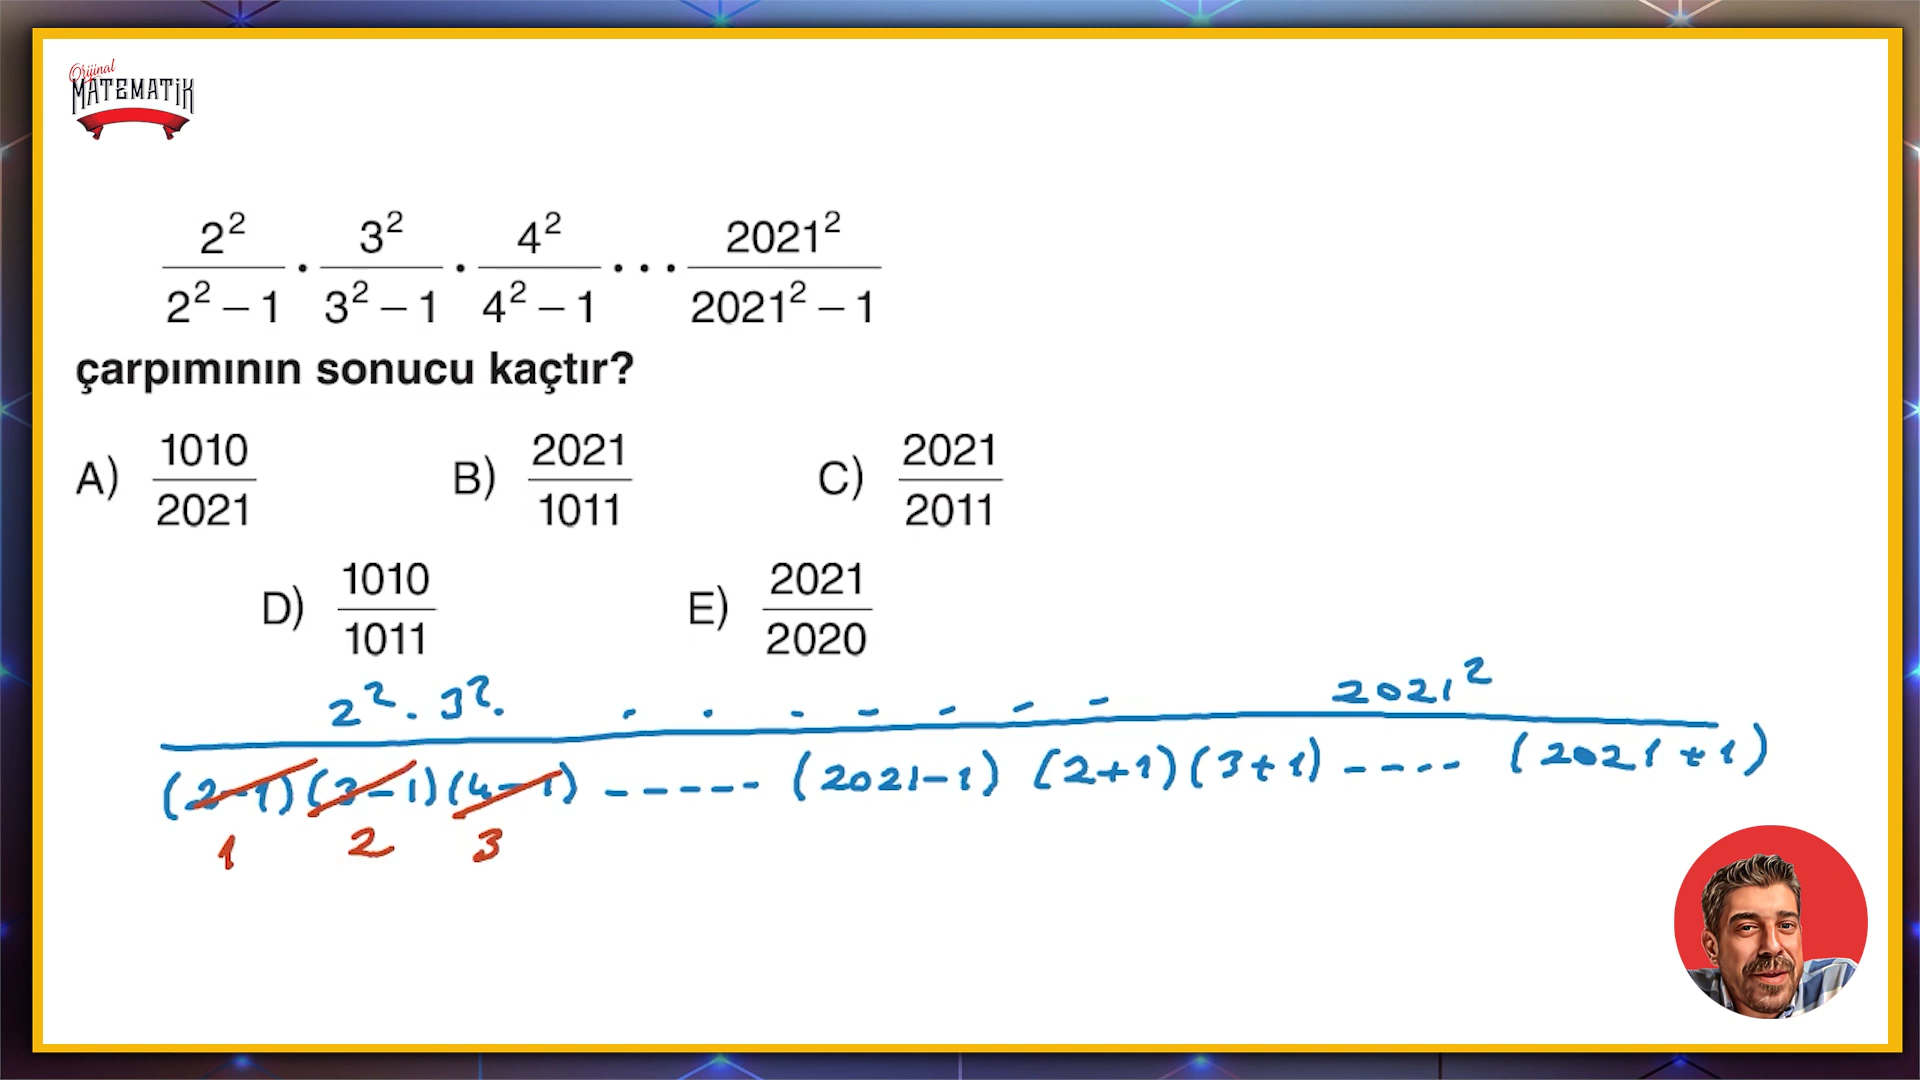 Orijinal
MATEMATİK
2² / 2² – 1 · 3² / 3² – 1 · 4² / 4² – 1 ··· 2021² / 2021² – 1
çarpımının sonucu kaçtır?
A) 1010/2021 B) 2021/1011 C) 2021/2011
D) 1010/1011 E) 2021/2020
2² . 3² . . . . - - - - 2021²
(2-1)(3-1)(4-1) ------ (2021-1) (2+1)(3+1) ---- (2021+1)
1 2 3